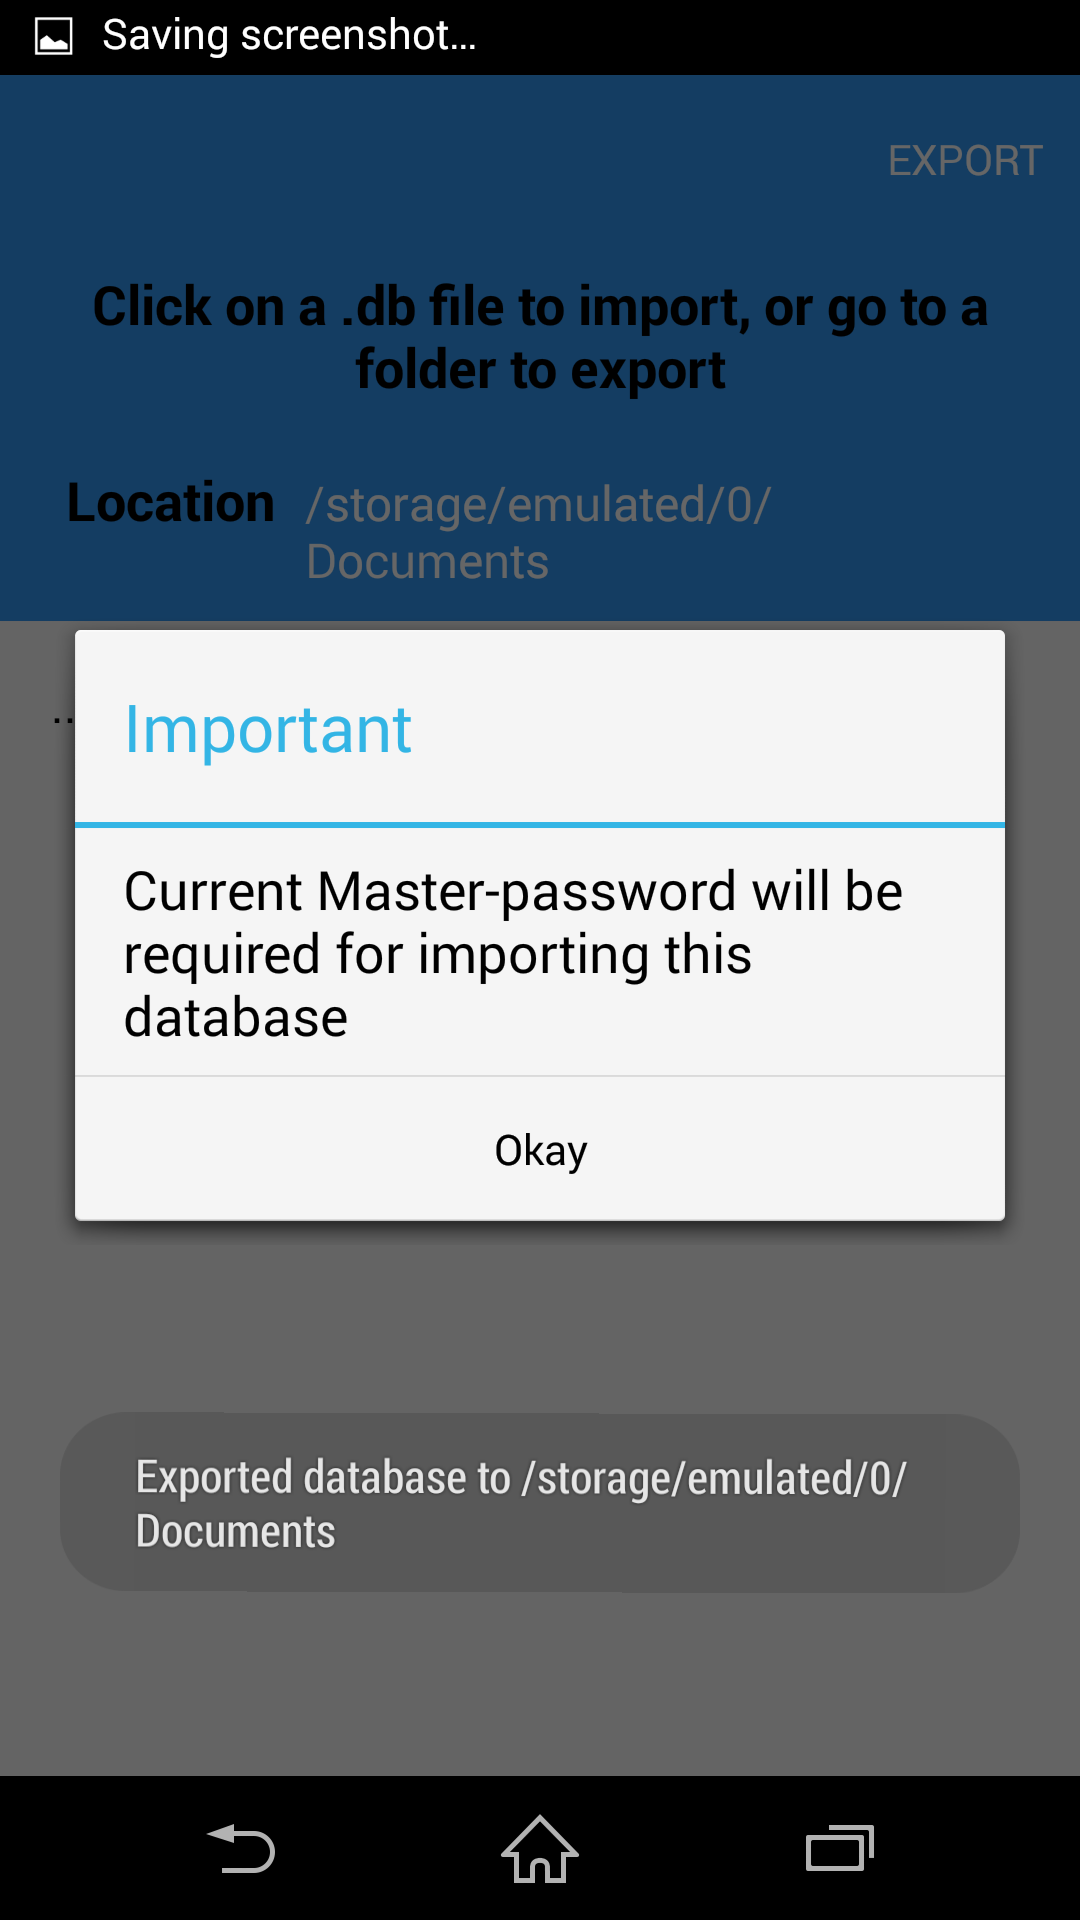 Saving screenshot...
EXPORT
Click on a .db file to import, or go to a
folder to export
Location /storage/emulated/0/
Documents
..
Important
Current Master-password will be
required for importing this
database
Okay
Exported database to /storage/emulated/0/
Documents